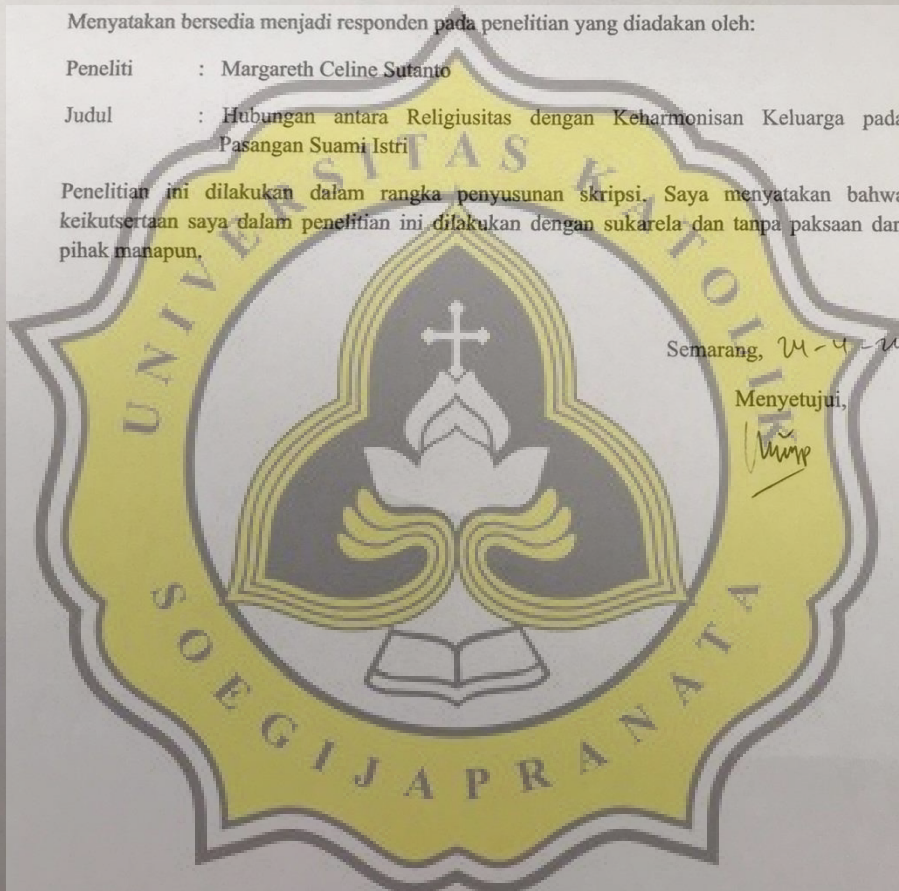 Menyatakan bersedia menjadi responden pada penelitian yang diadakan oleh:
Peneliti : Margareth Celine Sutanto
Judul : Hubungan antara Religiusitas dengan Keharmonisan Keluarga pada
Pasangan Suami Istri
Penelitian ini dilakukan dalam rangka penyusunan skripsi. Saya menyatakan bahwa
keikutsertaan saya dalam penelitian ini dilakukan dengan sukarela dan tanpa paksaan dar
pihak manapun.
Semarang,
Menyetujui,
UNIVERSITAS KATOLIK
SOEGIJAPRANATA